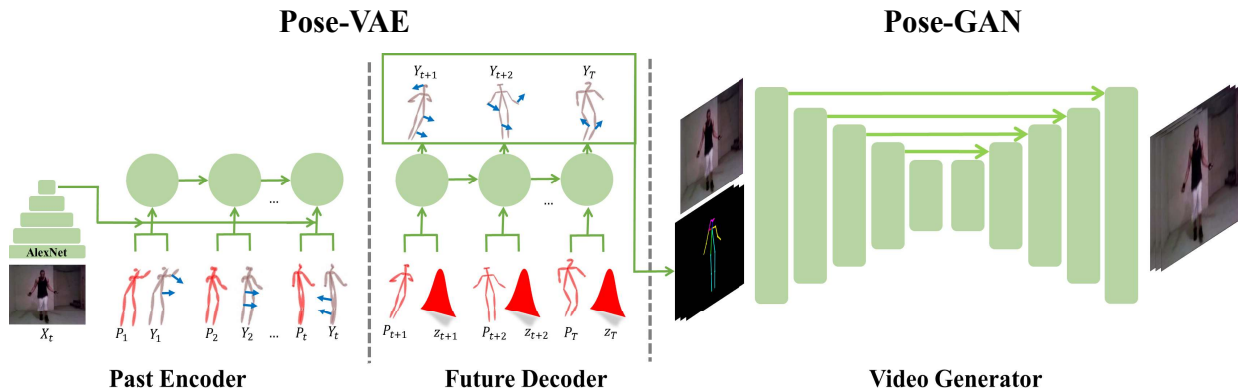 Pose-VAE
Pose-GAN
Y_{t+1} Y_{t+2} Y_T
... ...
AlexNet
X_t
P_1 Y_1 P_2 Y_2 ... P_t Y_t
P_{t+1} z_{t+1} P_{t+2} z_{t+2} P_T z_T
Past Encoder
Future Decoder
Video Generator